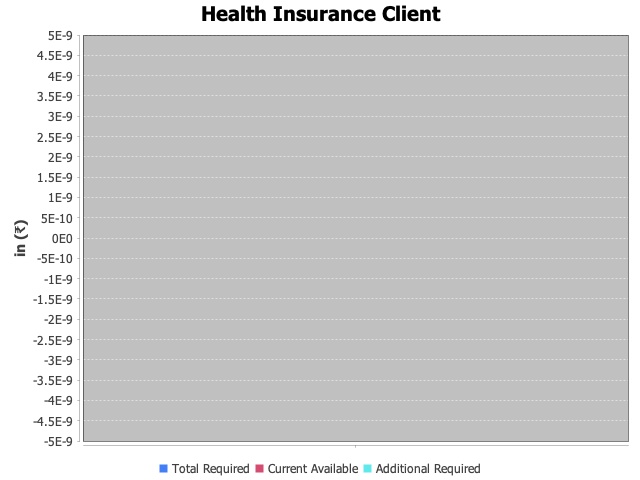 Health Insurance Client
5E-9
4.5E-9
4E-9
3.5E-9
3E-9
2.5E-9
2E-9
1.5E-9
1E-9
5E-10
0E0
-5E-10
-1E-9
-1.5E-9
-2E-9
-2.5E-9
-3E-9
-3.5E-9
-4E-9
-4.5E-9
-5E-9
in (₹)
Total Required Current Available Additional Required